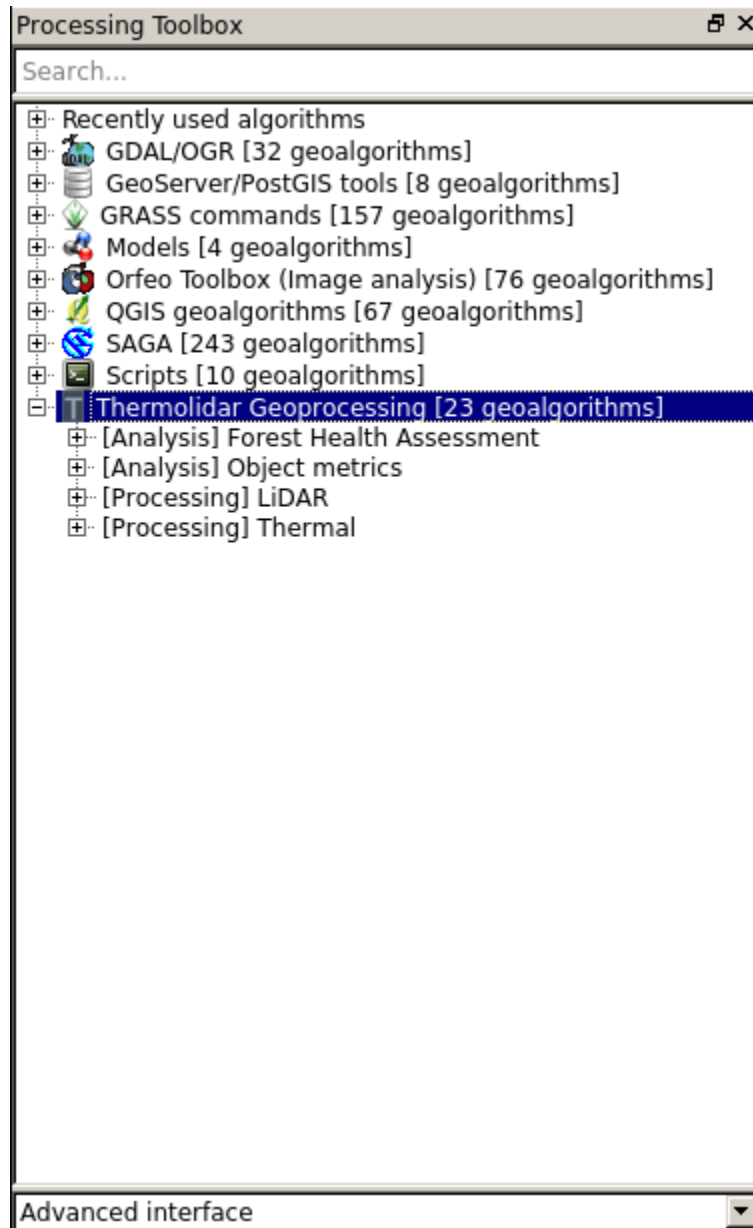 Processing Toolbox
Search...
Recently used algorithms
GDAL/OGR [32 geoalgorithms]
GeoServer/PostGIS tools [8 geoalgorithms]
GRASS commands [157 geoalgorithms]
Models [4 geoalgorithms]
Orfeo Toolbox (Image analysis) [76 geoalgorithms]
QGIS geoalgorithms [67 geoalgorithms]
SAGA [243 geoalgorithms]
Scripts [10 geoalgorithms]
Thermolidar Geoprocessing [23 geoalgorithms]
[Analysis] Forest Health Assessment
[Analysis] Object metrics
[Processing] LiDAR
[Processing] Thermal
Advanced interface